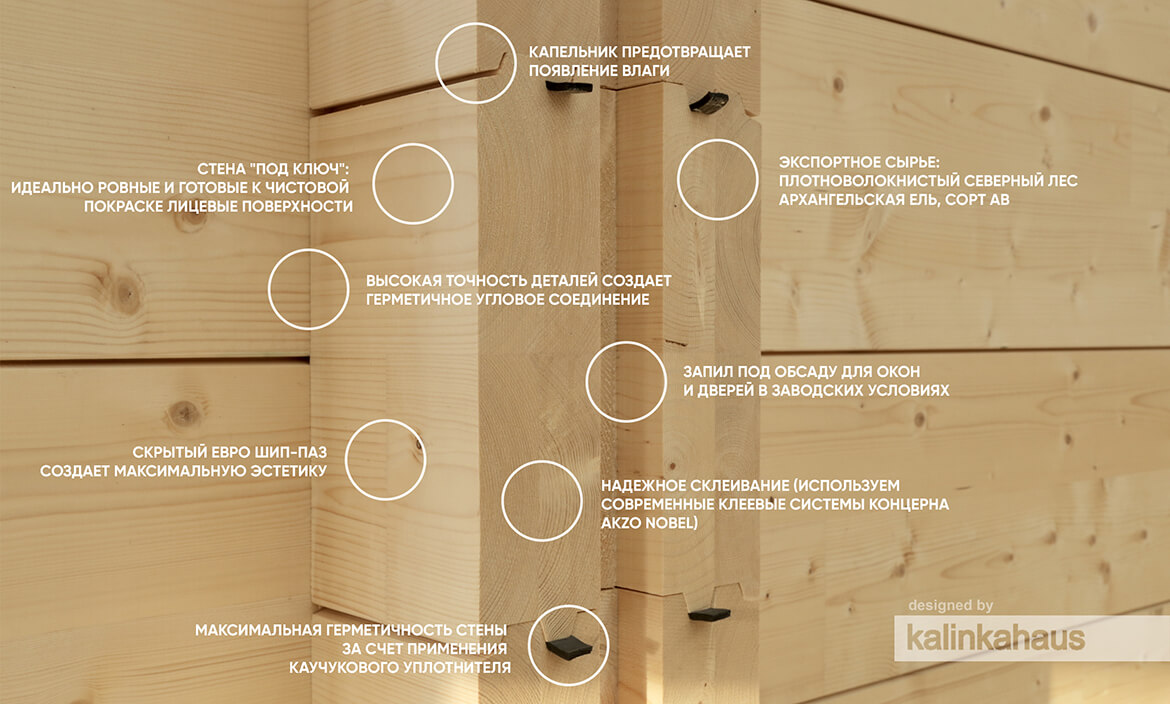 КАПЕЛЬНИК ПРЕДОТВРАЩАЕТ
ПОЯВЛЕНИЕ ВЛАГИ
СТЕНА "ПОД КЛЮЧ":
ИДЕАЛЬНО РОВНЫЕ И ГОТОВЫЕ К ЧИСТОВОЙ
ПОКРАСКЕ ЛИЦЕВЫЕ ПОВЕРХНОСТИ
ЭКСПОРТНОЕ СЫРЬЕ:
ПЛОТНОВОЛОКНИСТЫЙ СЕВЕРНЫЙ ЛЕС
АРХАНГЕЛЬСКАЯ ЕЛЬ, СОРТ АВ
ВЫСОКАЯ ТОЧНОСТЬ ДЕТАЛЕЙ СОЗДАЕТ
ГЕРМЕТИЧНОЕ УГЛОВОЕ СОЕДИНЕНИЕ
ЗАПИЛ ПОД ОБСАДУ ДЛЯ ОКОН
И ДВЕРЕЙ В ЗАВОДСКИХ УСЛОВИЯХ
СКРЫТЫЙ ЕВРО ШИП-ПАЗ
СОЗДАЕТ МАКСИМАЛЬНУЮ ЭСТЕТИКУ
НАДЕЖНОЕ СКЛЕИВАНИЕ (ИСПОЛЬЗУЕМ
СОВРЕМЕННЫЕ КЛЕЕВЫЕ СИСТЕМЫ КОНЦЕРНА
AKZO NOBEL)
МАКСИМАЛЬНАЯ ГЕРМЕТИЧНОСТЬ СТЕНЫ
ЗА СЧЕТ ПРИМЕНЕНИЯ
КАУЧУКОВОГО УПЛОТНИТЕЛЯ
designed by
kalinkahaus